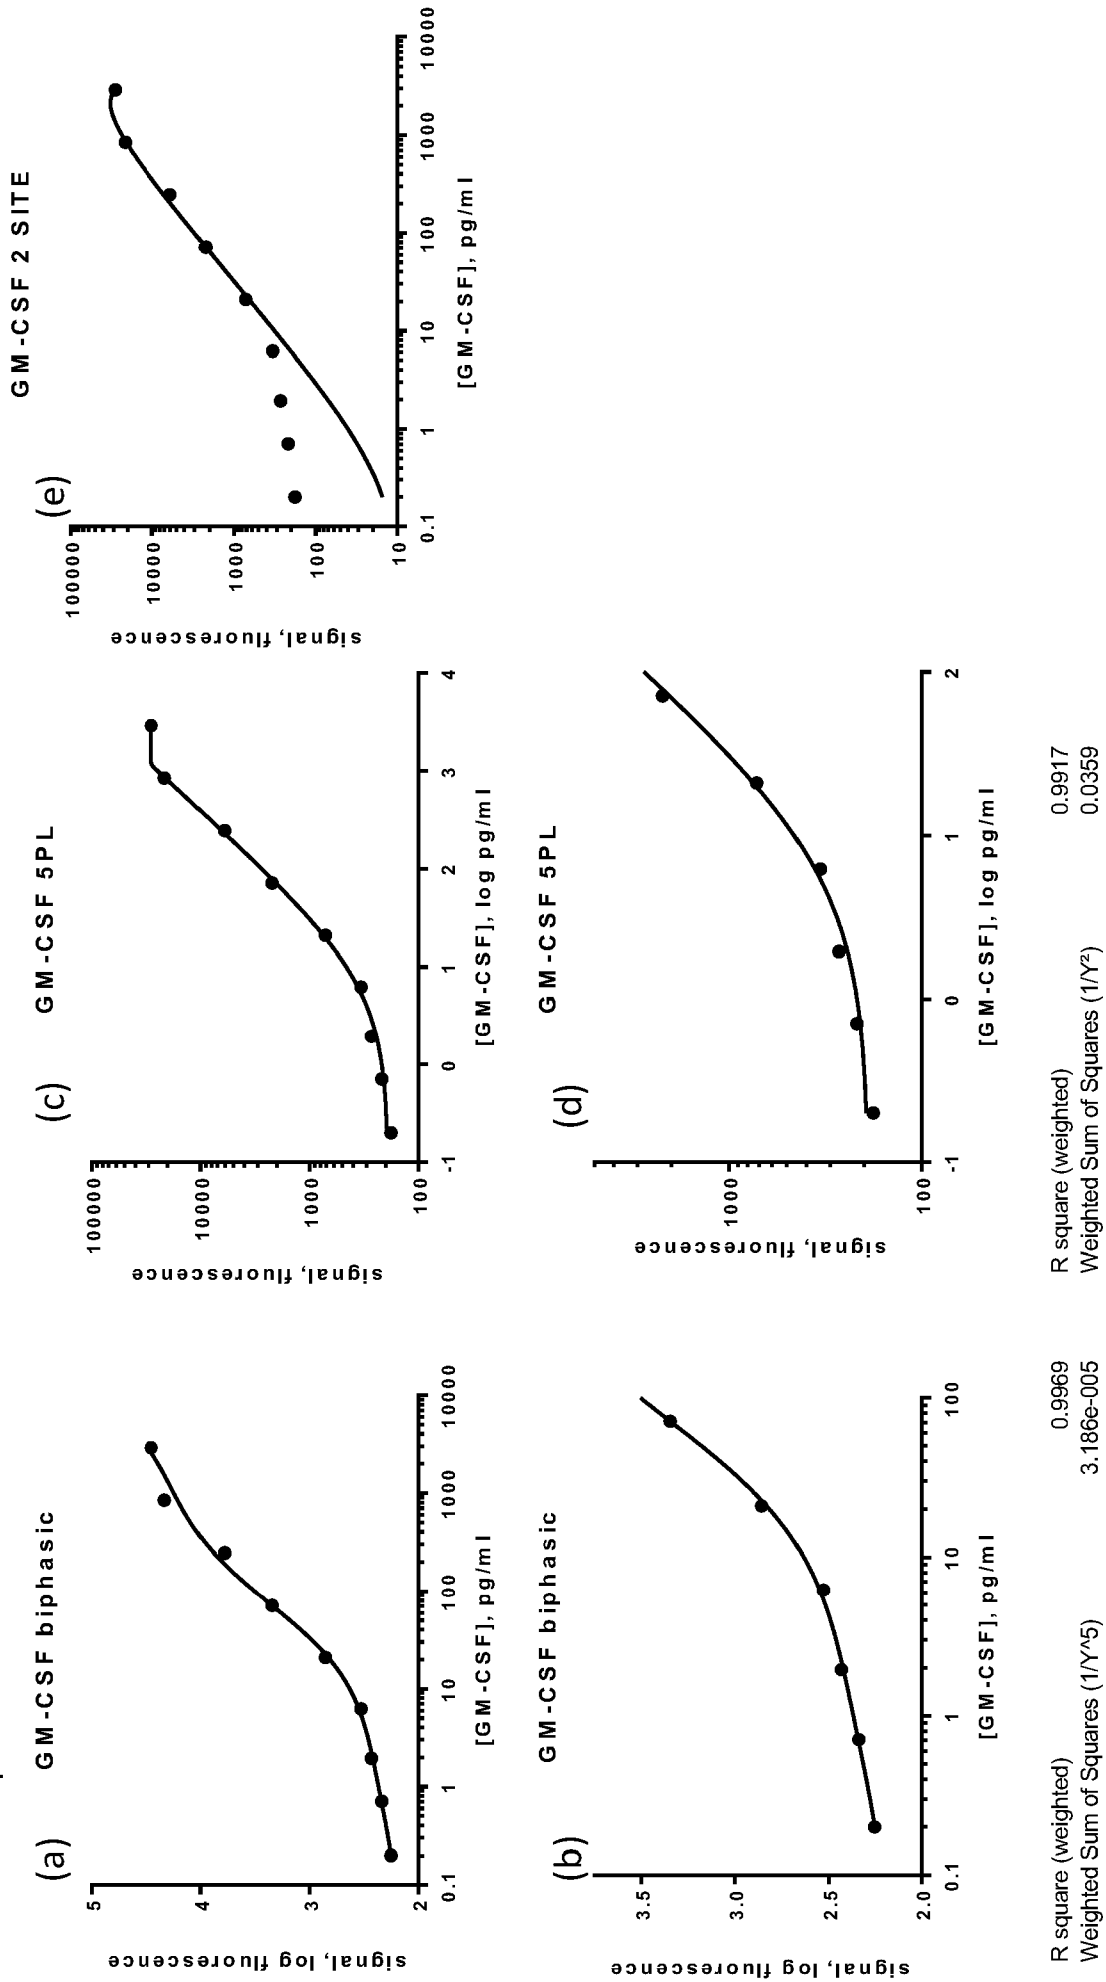 (a)
GM-CSF biphasic
signal, log fluorescence
5
4
3
2
0.1
1
10
100
1000
10000
[GM-CSF], pg/ml
(b)
GM-CSF biphasic
signal, log fluorescence
3.5
3.0
2.5
2.0
0.1
1
10
100
[GM-CSF], pg/ml
R square (weighted) 0.9969
Weighted Sum of Squares (1/Y^5) 3.186e-005
(c)
GM-CSF 5PL
signal, fluorescence
100000
10000
1000
100
-1
0
1
2
3
4
[GM-CSF], log pg/ml
(d)
GM-CSF 5PL
signal, fluorescence
1000
100
-1
0
1
2
[GM-CSF], log pg/ml
R square (weighted) 0.9917
Weighted Sum of Squares (1/Y²) 0.0359
(e)
GM-CSF 2 SITE
signal, fluorescence
100000
10000
1000
100
10
0.1
1
10
100
1000
10000
[GM-CSF], pg/ml